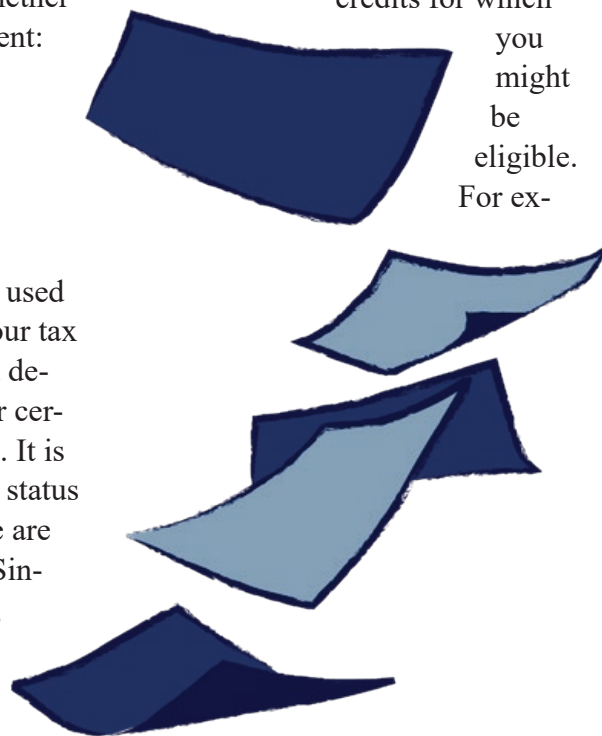 ether
ent:
used
our tax
de-
r cer-
. It is
status
e are
Sin-
credits for which
you
might
be
eligible.
For ex-